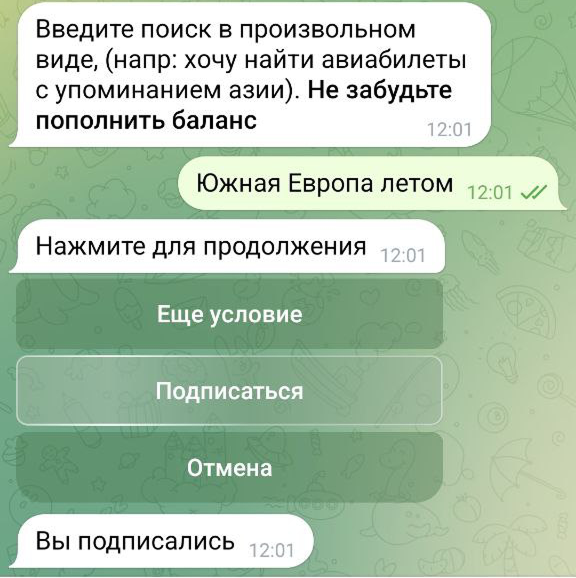 Введите поиск в произвольном
виде, (напр: хочу найти авиабилеты
с упоминанием азии). Не забудьте
пополнить баланс
12:01
Южная Европа летом 12:01
Нажмите для продолжения 12:01
Еще условие
Подписаться
Отмена
Вы подписались 12:01